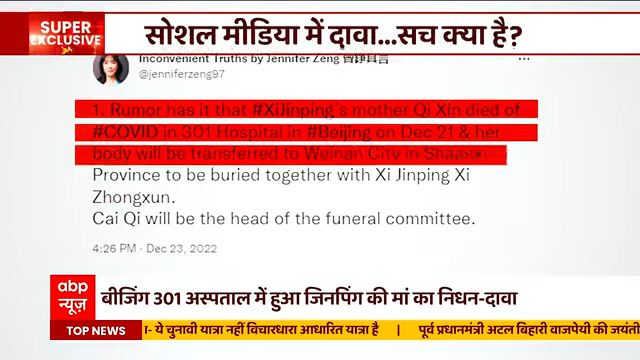 SUPER
EXCLUSIVE
सोशल मीडिया में दावा...सच क्या है?
Inconvenient Truths by Jennifer Zeng 曾錚真言
@jenniferzeng97
1. Rumor has it that #XiJinping's mother Qi Xin died of
#COVID in 301 Hospital in #Beijing on Dec 21 & her
body will be transferred to Weinan City in
Province to be buried together with Xi Jinping Xi
Zhongxun.
Cai Qi will be the head of the funeral committee.
4:26 PM · Dec 23, 2022
abp
न्यूज़
बीजिंग 301 अस्पताल में हुआ जिनपिंग की मां का निधन-दावा
TOP NEWS
- ये चुनावी यात्रा नहीं विचारधारा आधारित यात्रा है | पूर्व प्रधानमंत्री अटल बिहारी वाजपेयी की जयंती